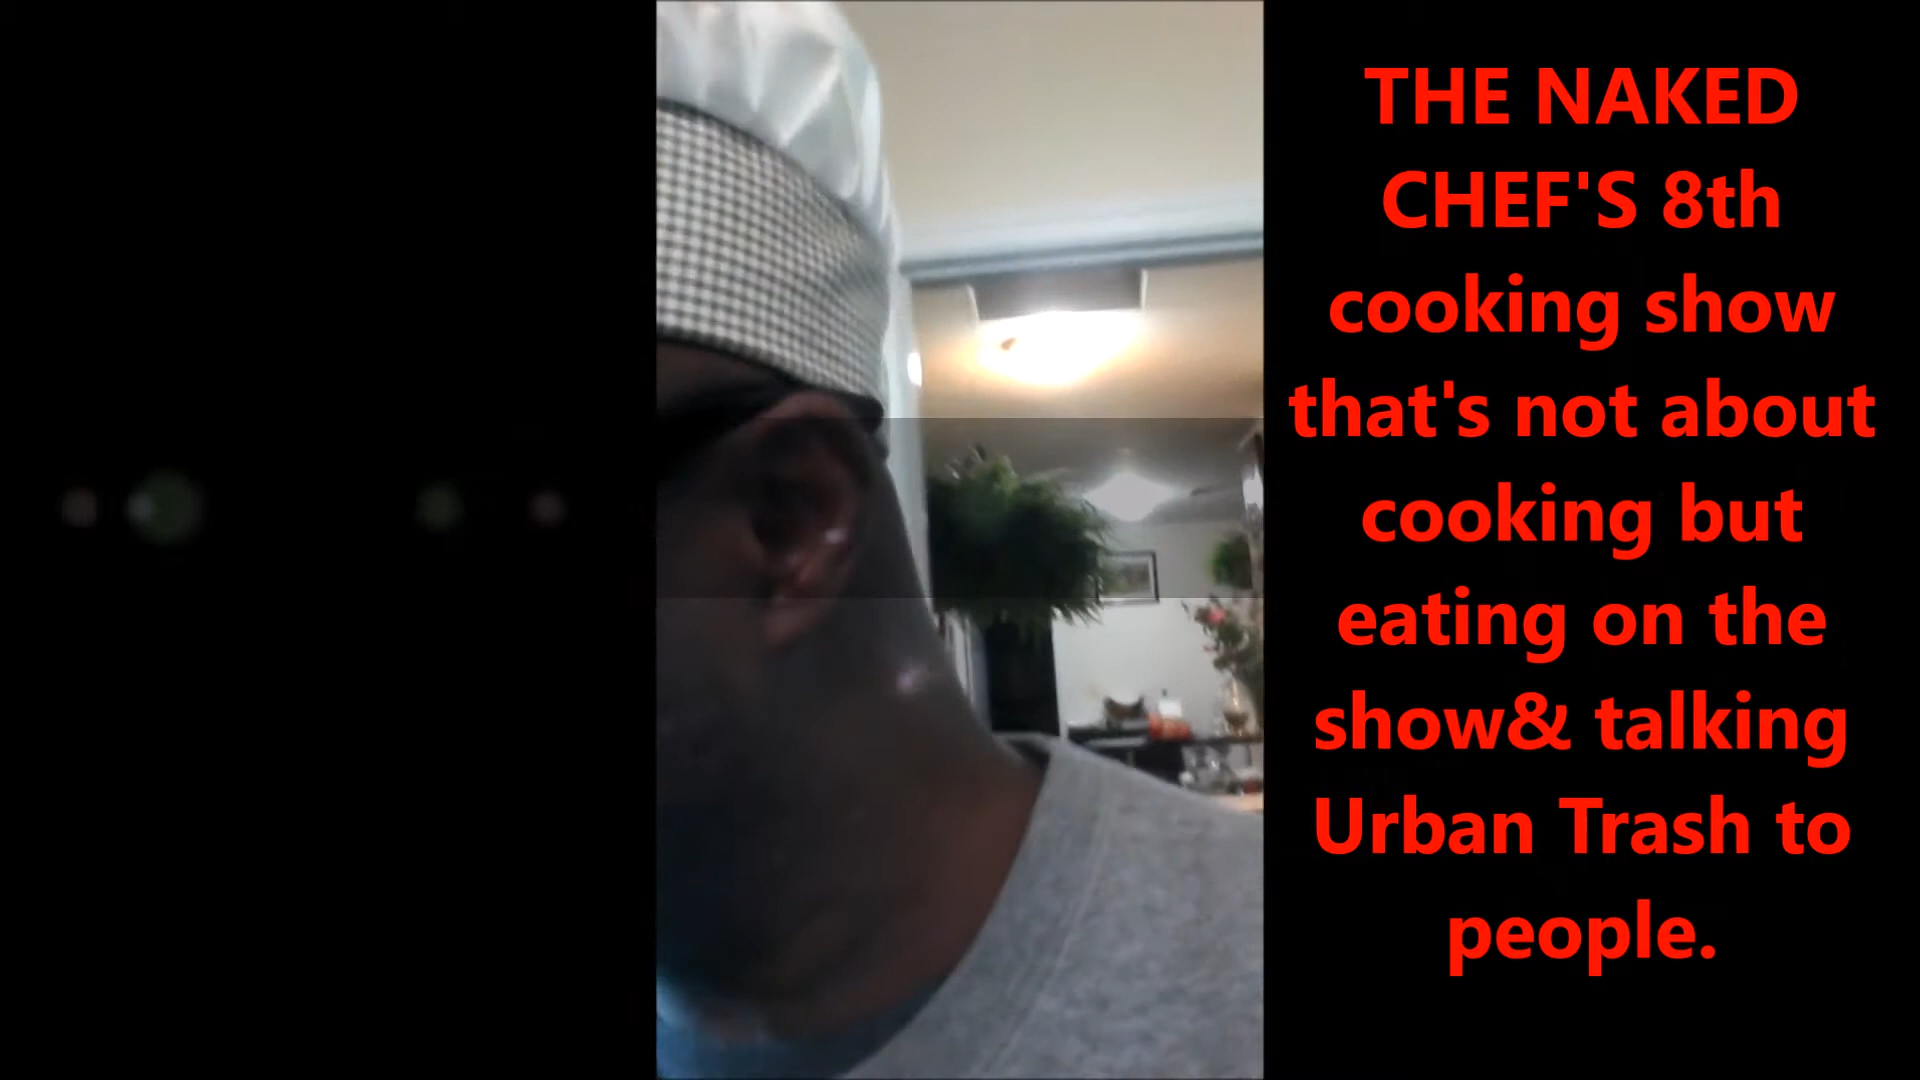 THE NAKED
CHEF'S 8th
cooking show
that's not about
cooking but
eating on the
show& talking
Urban Trash to
people.